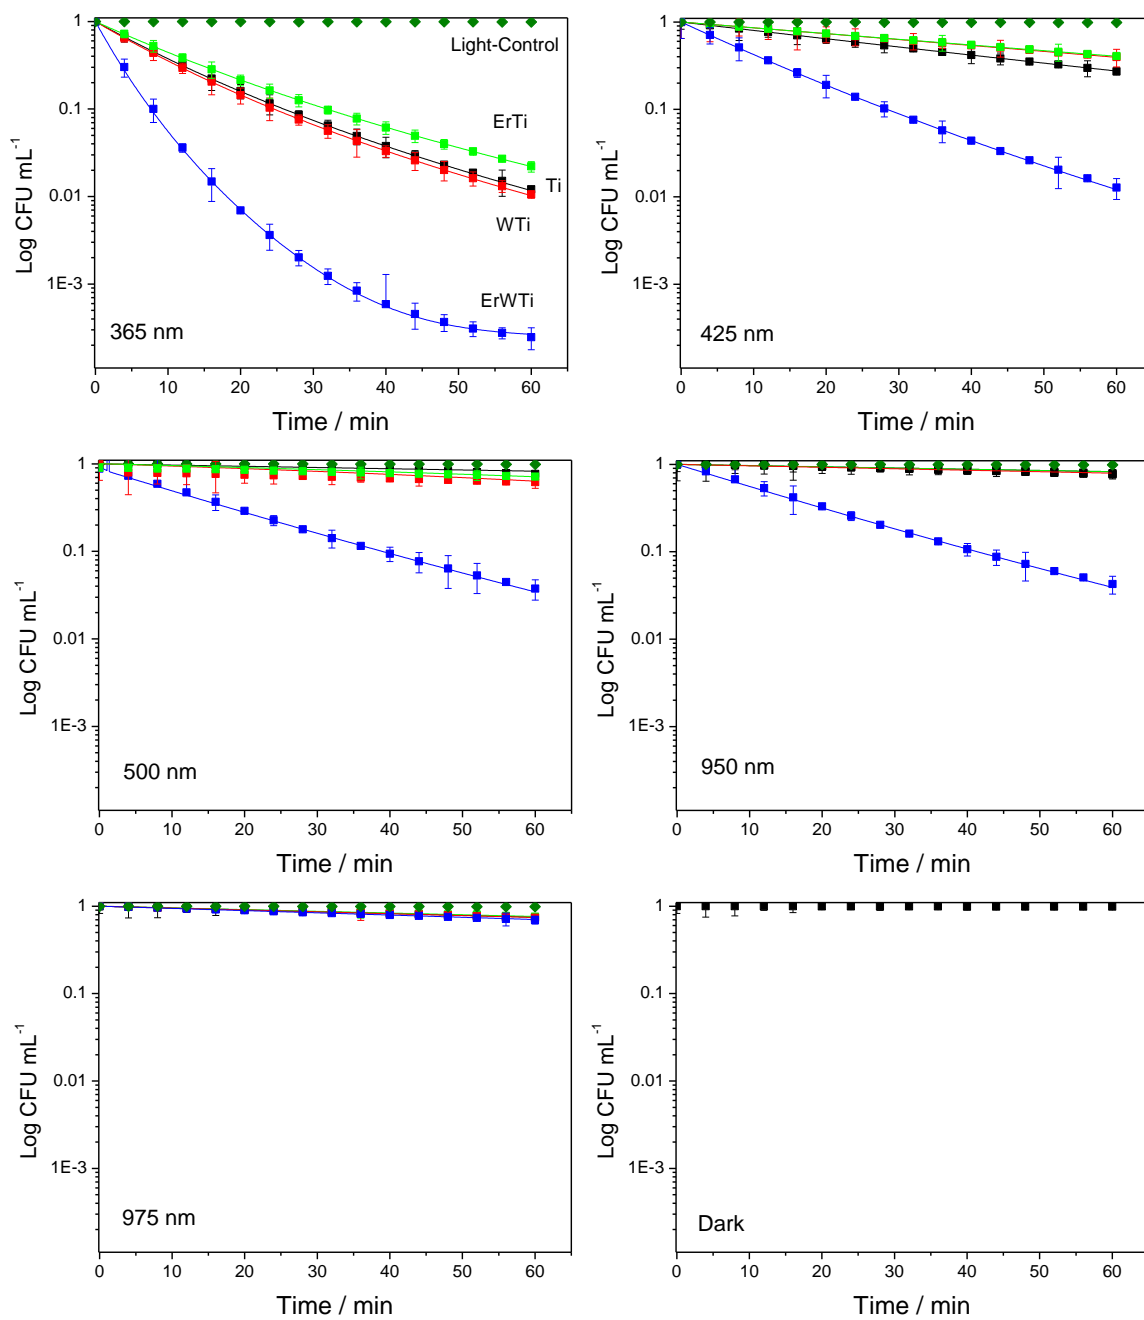 1
0.1
0.01
1E-3
Log CFU mL⁻¹
Light-Control
ErTi
Ti
WTi
ErWTi
365 nm
0 10 20 30 40 50 60
Time / min
1
0.1
0.01
1E-3
Log CFU mL⁻¹
425 nm
0 10 20 30 40 50 60
Time / min
1
0.1
0.01
1E-3
Log CFU mL⁻¹
500 nm
0 10 20 30 40 50 60
Time / min
1
0.1
0.01
1E-3
Log CFU mL⁻¹
950 nm
0 10 20 30 40 50 60
Time / min
1
0.1
0.01
1E-3
Log CFU mL⁻¹
975 nm
0 10 20 30 40 50 60
Time / min
1
0.1
0.01
1E-3
Log CFU mL⁻¹
Dark
0 10 20 30 40 50 60
Time / min